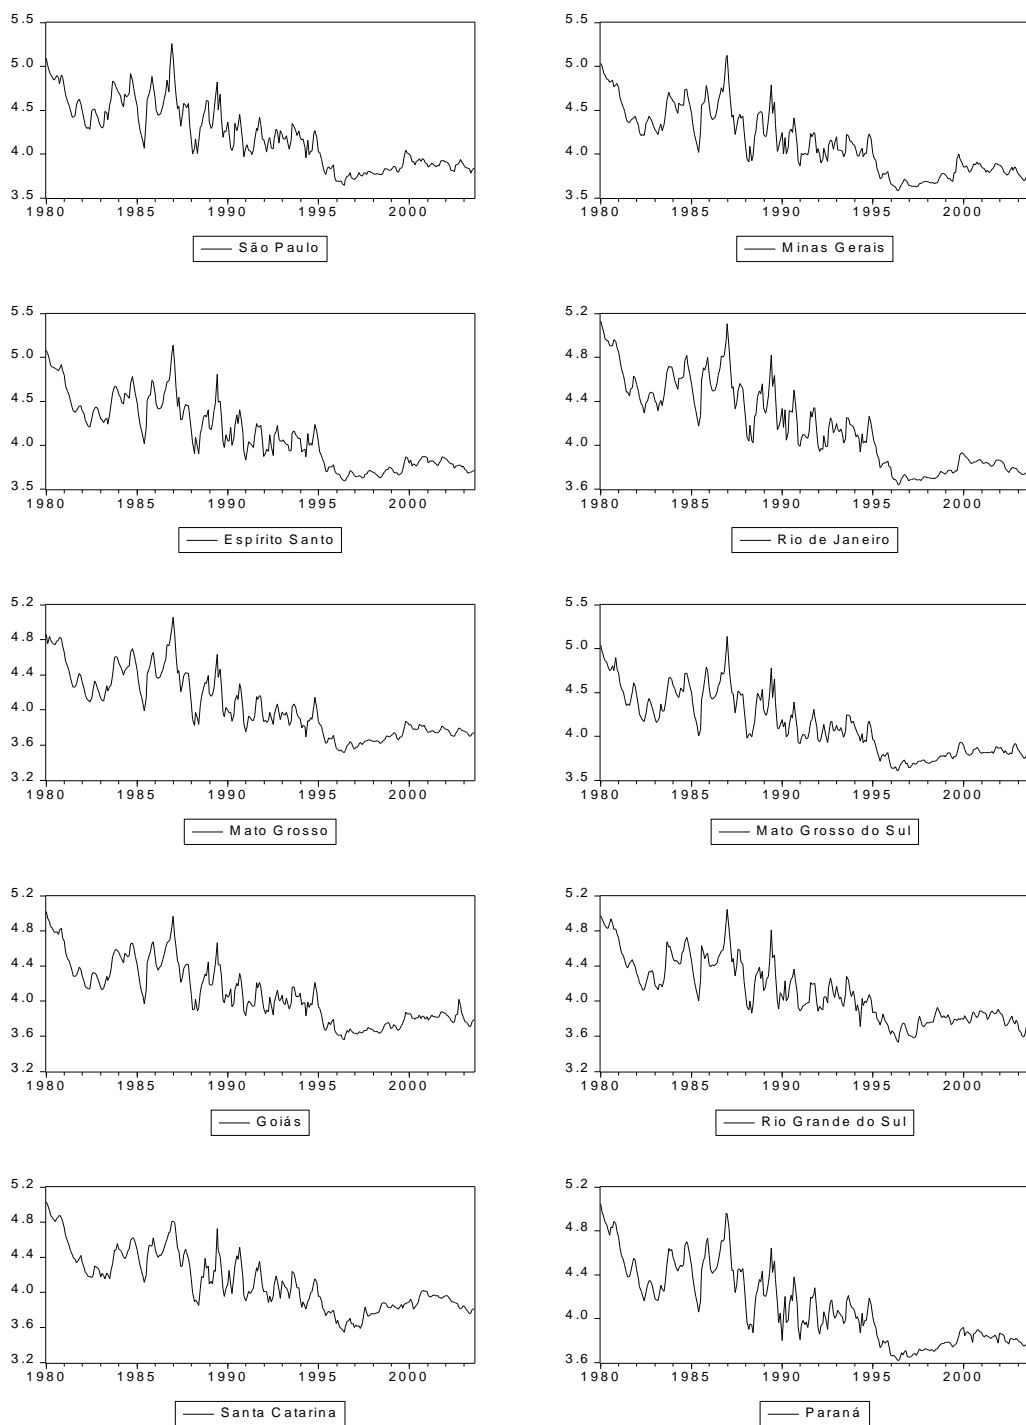 5.5
5.0
4.5
4.0
3.5
1980 1985 1990 1995 2000
São Paulo
5.5
5.0
4.5
4.0
3.5
1980 1985 1990 1995 2000
Minas Gerais
5.5
5.0
4.5
4.0
3.5
1980 1985 1990 1995 2000
Espírito Santo
5.2
4.8
4.4
4.0
3.6
1980 1985 1990 1995 2000
Rio de Janeiro
5.2
4.8
4.4
4.0
3.6
3.2
1980 1985 1990 1995 2000
Mato Grosso
5.5
5.0
4.5
4.0
3.5
1980 1985 1990 1995 2000
Mato Grosso do Sul
5.2
4.8
4.4
4.0
3.6
3.2
1980 1985 1990 1995 2000
Goiás
5.2
4.8
4.4
4.0
3.6
3.2
1980 1985 1990 1995 2000
Rio Grande do Sul
5.2
4.8
4.4
4.0
3.6
3.2
1980 1985 1990 1995 2000
Santa Catarina
5.2
4.8
4.4
4.0
3.6
1980 1985 1990 1995 2000
Paraná